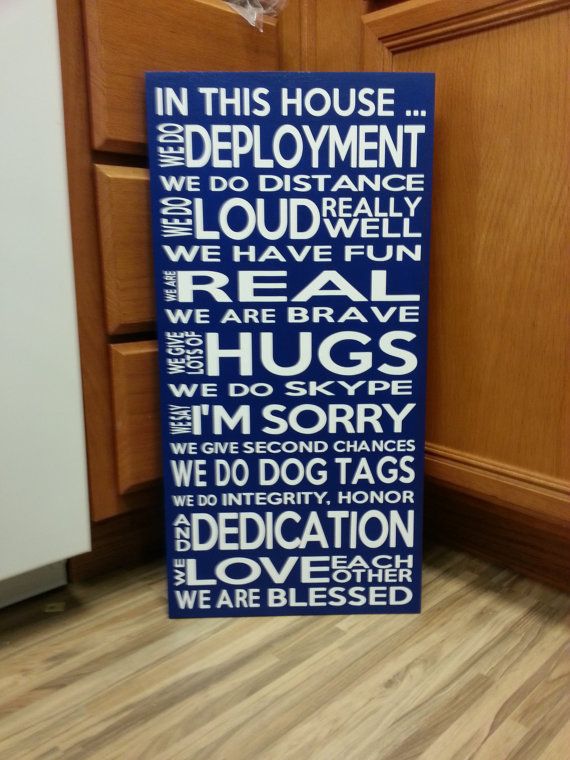 IN THIS HOUSE ...
WE DO DEPLOYMENT
WE DO DISTANCE
WE DO LOUD REALLY WELL
WE HAVE FUN
WE ARE REAL
WE ARE BRAVE
WE GIVE LOTS OF HUGS
WE DO SKYPE
WE SAY I'M SORRY
WE GIVE SECOND CHANCES
WE DO DOG TAGS
WE DO INTEGRITY, HONOR
AND DEDICATION
WE LOVE EACH OTHER
WE ARE BLESSED